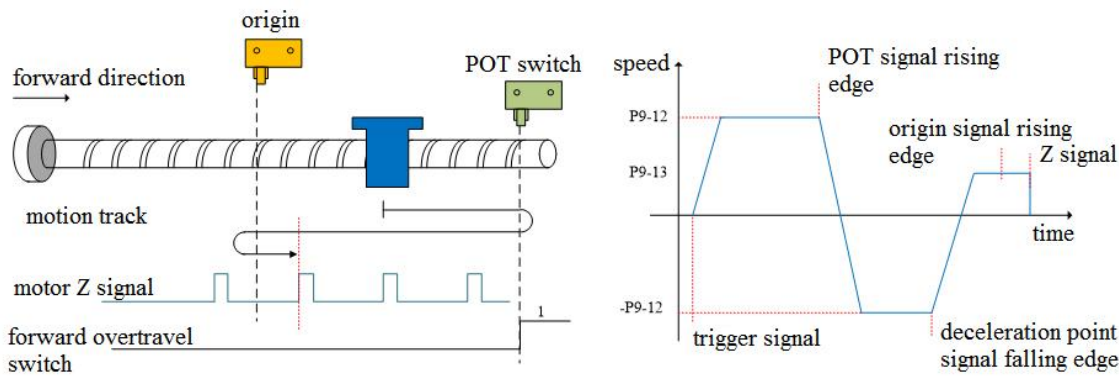 origin
POT switch
forward direction
motion track
motor Z signal
forward overtravel
switch
1
speed
POT signal rising
edge
P9-12
origin signal rising
edge
Z signal
P9-13
time
-P9-12
trigger signal
deceleration point
signal falling edge